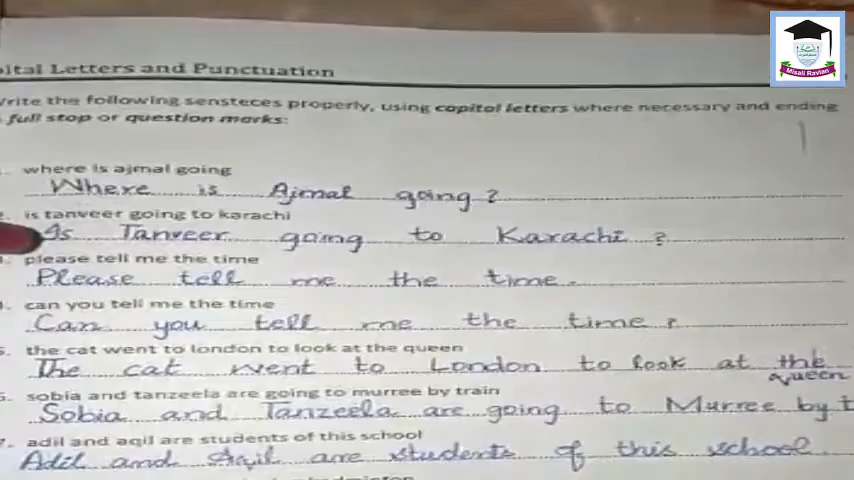 Misali Ravian
pital Letters and Punctuation
Write the following sensteces properly, using capitol letters where necessary and ending
full stop or question marks:
where is ajmal going
Where is Ajmal going?
is tanveer going to karachi
Is Tanveer going to Karachi ?
please tell me the time
Please tell me the time.
can you tell me the time
Can you tell me the time?
5. the cat went to london to look at the queen
The cat went to London to look at the
queen
6. sobia and tanzeela are going to murree by train
Sobia and Tanzeela are going to Murree by t
7. adil and aqil are students of this school
Adil and Aqil are students of this school